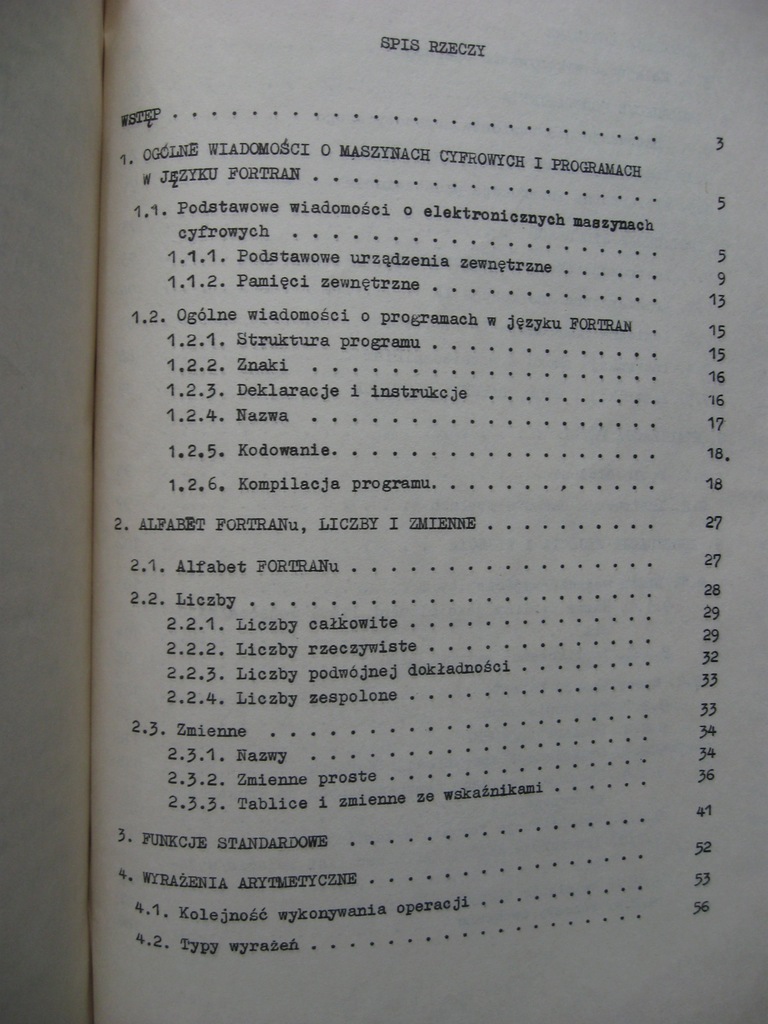 SPIS RZECZY
WSTĘP . . . . . . . . . . . . . . . . . . . . . . . . . 3
1. OGÓLNE WIADOMOŚCI O MASZYNACH CYFROWYCH I PROGRAMACH
W JĘZYKU FORTRAN . . . . . . . . . . . . . . . . . . 5
1.1. Podstawowe wiadomości o elektronicznych maszynach
cyfrowych . . . . . . . . . . . . . . . . . . . 5
1.1.1. Podstawowe urządzenia zewnętrzne . . . . . 9
1.1.2. Pamięci zewnętrzne . . . . . . . . . . . . 13
1.2. Ogólne wiadomości o programach w języku FORTRAN . 15
1.2.1. Struktura programu . . . . . . . . . . . . 15
1.2.2. Znaki . . . . . . . . . . . . . . . . . . 16
1.2.3. Deklaracje i instrukcje . . . . . . . . . 16
1.2.4. Nazwa . . . . . . . . . . . . . . . . . . 17
1.2.5. Kodowanie. . . . . . . . . . . . . . . . . 18.
1.2.6. Kompilacja programu. . . . . . . . . . . . 18
2. ALFABET FORTRANu, LICZBY I ZMIENNE . . . . . . . . . . 27
2.1. Alfabet FORTRANu . . . . . . . . . . . . . . . . 27
2.2. Liczby . . . . . . . . . . . . . . . . . . . . . 28
2.2.1. Liczby całkowite . . . . . . . . . . . . . 29
2.2.2. Liczby rzeczywiste . . . . . . . . . . . . 29
2.2.3. Liczby podwójnej dokładności . . . . . . . 32
2.2.4. Liczby zespolone . . . . . . . . . . . . . 33
2.3. Zmienne . . . . . . . . . . . . . . . . . . . . 33
2.3.1. Nazwy . . . . . . . . . . . . . . . . . . 34
2.3.2. Zmienne proste . . . . . . . . . . . . . . 34
2.3.3. Tablice i zmienne ze wskaźnikami . . . . . 36
3. FUNKCJE STANDARDOWE . . . . . . . . . . . . . . . . 41
4. WYRAŻENIA ARYTMETYCZNE . . . . . . . . . . . . . . . 52
4.1. Kolejność wykonywania operacji . . . . . . . . . 53
4.2. Typy wyrażeń . . . . . . . . . . . . . . . . . . 56